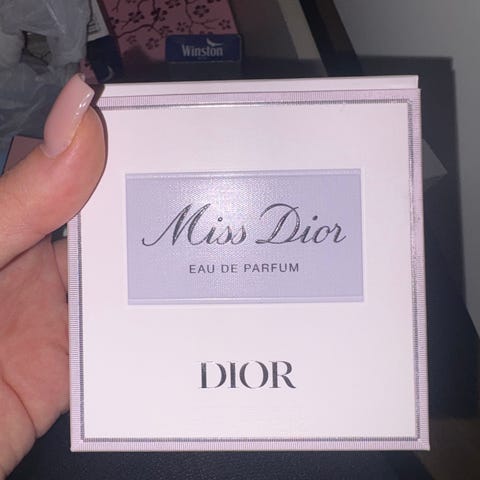 Winston
Miss Dior
EAU DE PARFUM
DIOR